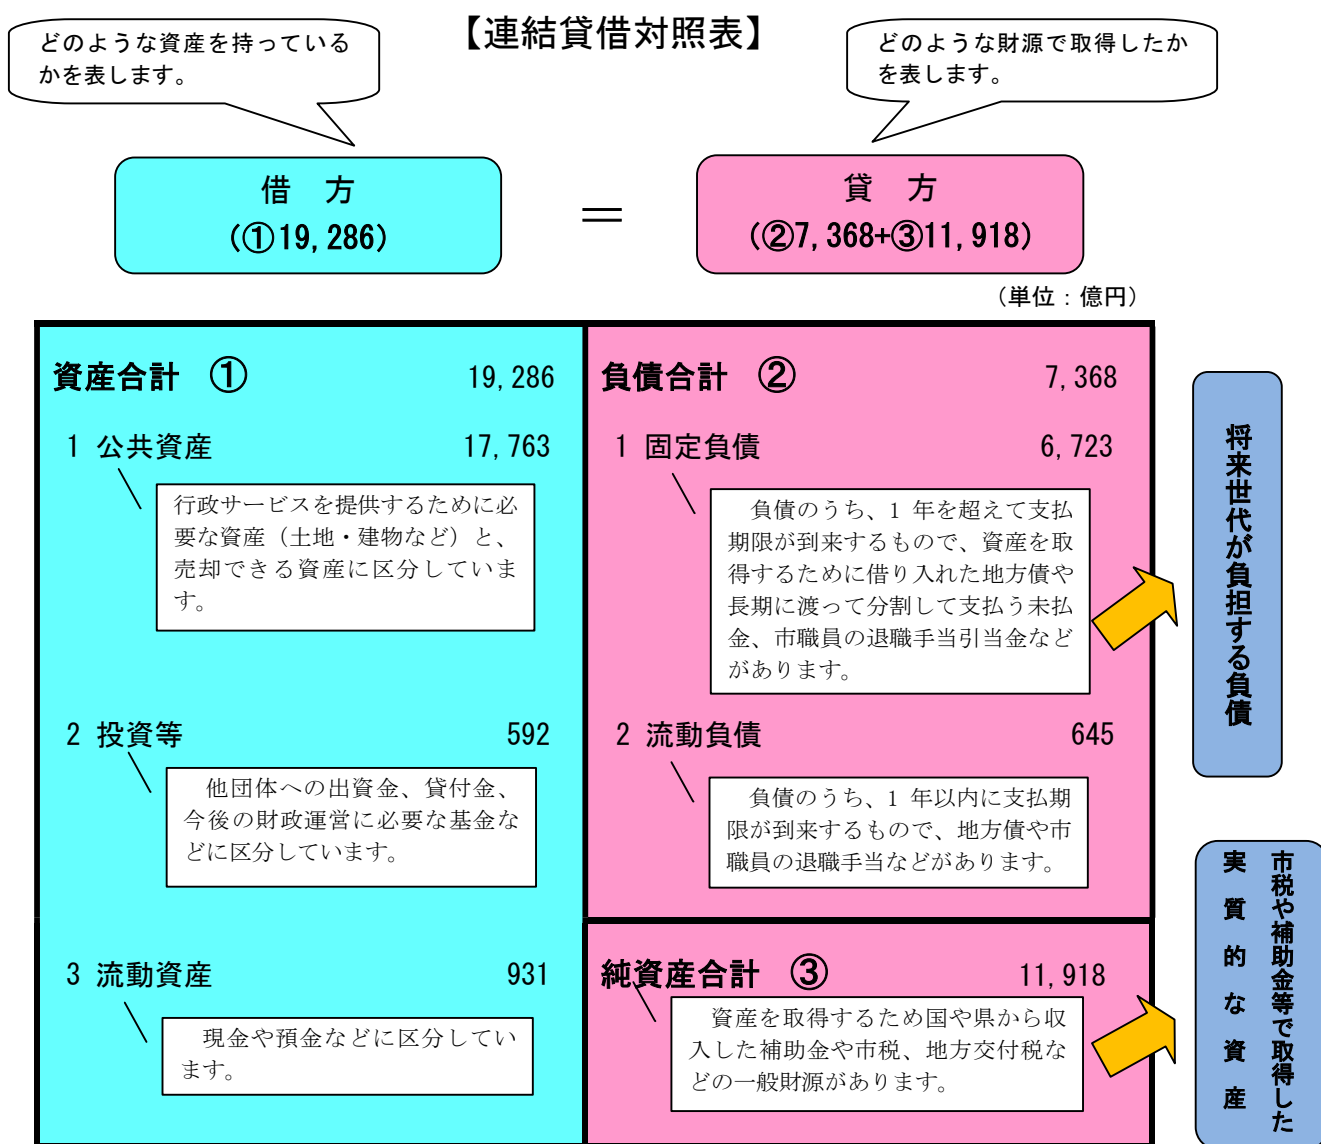 【連結貸借対照表】
どのような資産を持っている
かを表します。
どのような財源で取得したか
を表します。
借　方
(①19,286)
＝
貸　方
(②7,368+③11,918)
（単位：億円）
資産合計　①　19,286
1 公共資産　17,763
行政サービスを提供するために必
要な資産（土地・建物など）と、
売却できる資産に区分していま
す。
2 投資等　592
他団体への出資金、貸付金、
今後の財政運営に必要な基金な
どに区分しています。
3 流動資産　931
現金や預金などに区分してい
ます。
負債合計　②　7,368
1 固定負債　6,723
負債のうち、1 年を超えて支払
期限が到来するもので、資産を取
得するために借り入れた地方債や
長期に渡って分割して支払う未払
金、市職員の退職手当引当金など
があります。
2 流動負債　645
負債のうち、1 年以内に支払期
限が到来するもので、地方債や市
職員の退職手当などがあります。
純資産合計　③　11,918
資産を取得するため国や県から収
入した補助金や市税、地方交付税な
どの一般財源があります。
将来世代が負担する負債
市税や補助金等で取得した
実質的な資産